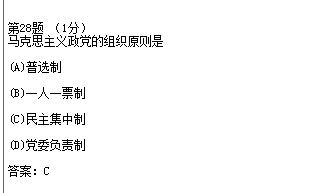 第28题 （1分）
马克思主义政党的组织原则是
(A)普选制
(B)一人一票制
(C)民主集中制
(D)党委负责制
答案：C